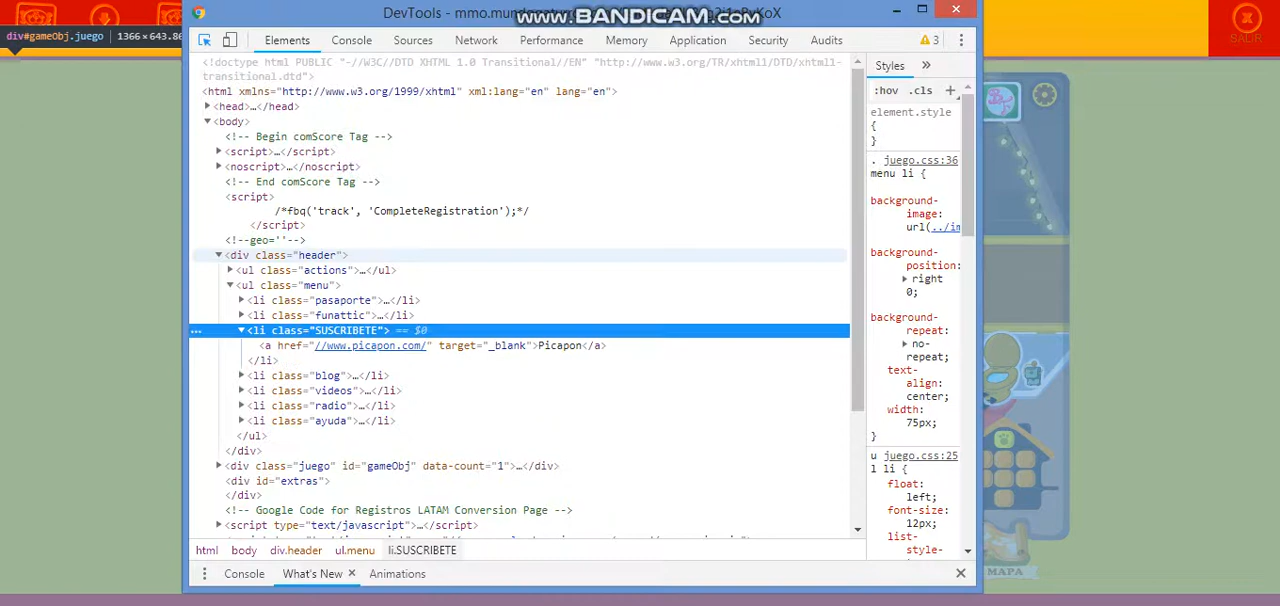 DevTools - mmo.mun
www.BANDICAM.com
div#gameObj.juego | 1366×643.86
SALIR
Elements Console Sources Network Performance Memory Application Security Audits 3
<!doctype html PUBLIC "-//W3C//DTD XHTML 1.0 Transitional//EN" "http://www.w3.org/TR/xhtml1/DTD/xhtml1-
transitional.dtd">
<html xmlns="http://www.w3.org/1999/xhtml" xml:lang="en" lang="en">
<head>…</head>
<body>
<!-- Begin comScore Tag -->
<script>…</script>
<noscript>…</noscript>
<!-- End comScore Tag -->
<script>
/*fbq('track', 'CompleteRegistration');*/
</script>
<!--geo=''-->
<div class="header">
<ul class="actions">…</ul>
<ul class="menu">
<li class="pasaporte">…</li>
<li class="funattic">…</li>
… <li class="SUSCRIBETE"> == $0
<a href="//www.picapon.com/" target="_blank">Picapon</a>
</li>
<li class="blog">…</li>
<li class="videos">…</li>
<li class="radio">…</li>
<li class="ayuda">…</li>
</ul>
</div>
<div class="juego" id="gameObj" data-count="1">…</div>
<div id="extras">
</div>
<!-- Google Code for Registros LATAM Conversion Page -->
<script type="text/javascript">…</script>
html body div.header ul.menu li.SUSCRIBETE
Console What's New × Animations
Styles »
:hov .cls +
element.style
{
}
. juego.css:36
menu li {
background-
image:
url(../im
background-
position:
right
0;
background-
repeat:
no-
repeat;
text-
align:
center;
width:
75px;
}
u juego.css:25
l li {
float:
left;
font-size:
12px;
list-
style-
MAPA